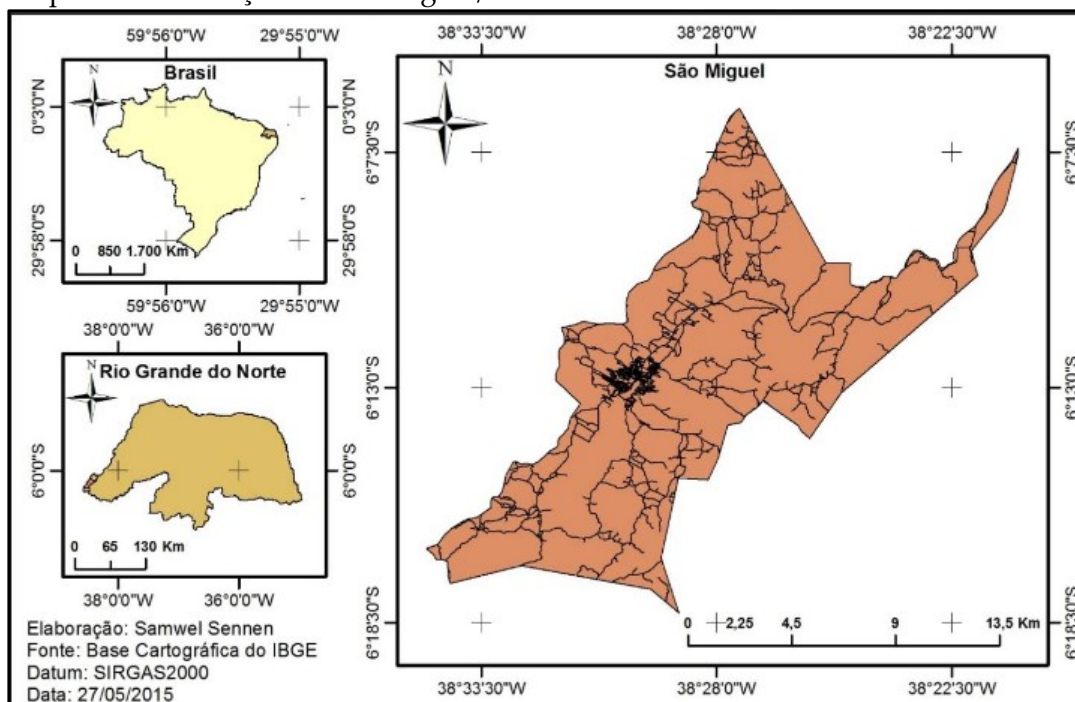 59°56'0"W 29°55'0"W
N
Brasil
0°3'0"N
0°3'0"N
29°58'0"S
29°58'0"S
0 850 1.700 Km
59°56'0"W 29°55'0"W
38°0'0"W 36°0'0"W
N
Rio Grande do Norte
6°0'0"S
6°0'0"S
0 65 130 Km
38°0'0"W 36°0'0"W
Elaboração: Samwel Sennen
Fonte: Base Cartográfica do IBGE
Datum: SIRGAS2000
Data: 27/05/2015
38°33'30"W 38°28'0"W 38°22'30"W
N
São Miguel
6°7'30"S
6°7'30"S
6°13'0"S
6°13'0"S
6°18'30"S
6°18'30"S
0 2,25 4,5 9 13,5 Km
38°33'30"W 38°28'0"W 38°22'30"W